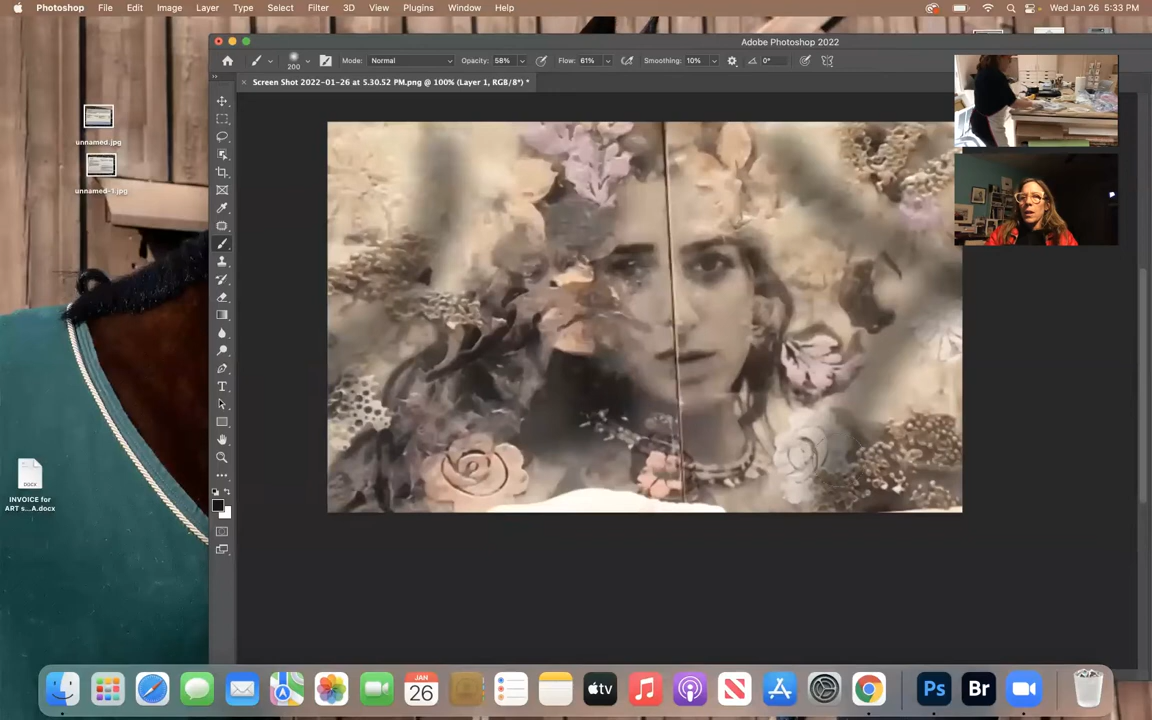 Photoshop File Edit Image Layer Type Select Filter 3D View Plugins Window Help Wed Jan 26 5:33 PM
Adobe Photoshop 2022
200 Mode: Normal Opacity: 58% Flow: 61% Smoothing: 10% 0°
Screen Shot 2022-01-26 at 5.30.52 PM.png @ 100% (Layer 1, RGB/8*) *
unnamed.jpg
unnamed-1.jpg
T
DOCX
INVOICE for
ART s...A.docx
JAN
26
tv
Ps
Br